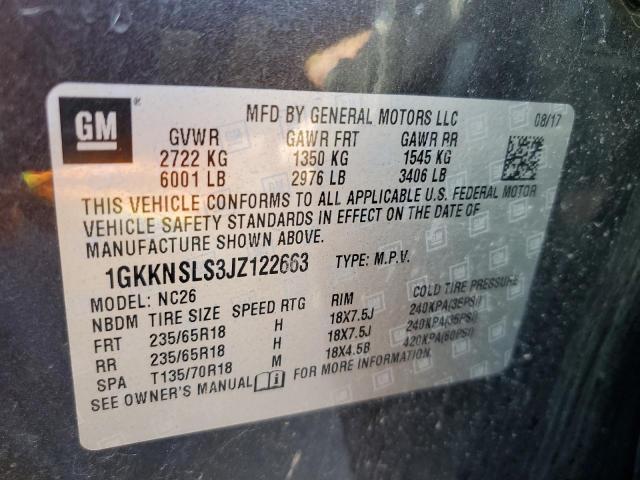 GM ®
MFD BY GENERAL MOTORS LLC 08/17
GVWR GAWR FRT GAWR RR
2722 KG 1350 KG 1545 KG
6001 LB 2976 LB 3406 LB
THIS VEHICLE CONFORMS TO ALL APPLICABLE U.S. FEDERAL MOTOR
VEHICLE SAFETY STANDARDS IN EFFECT ON THE DATE OF
MANUFACTURE SHOWN ABOVE.
1GKKNSLS3JZ122663 TYPE: M.P.V.
MODEL: NC26
NBDM TIRE SIZE SPEED RTG RIM COLD TIRE PRESSURE
FRT 235/65R18 H 18X7.5J 240KPA(35PSI)
RR 235/65R18 H 18X7.5J 240KPA(35PSI)
SPA T135/70R18 M 18X4.5B 420KPA(60PSI)
SEE OWNER'S MANUAL FOR MORE INFORMATION.